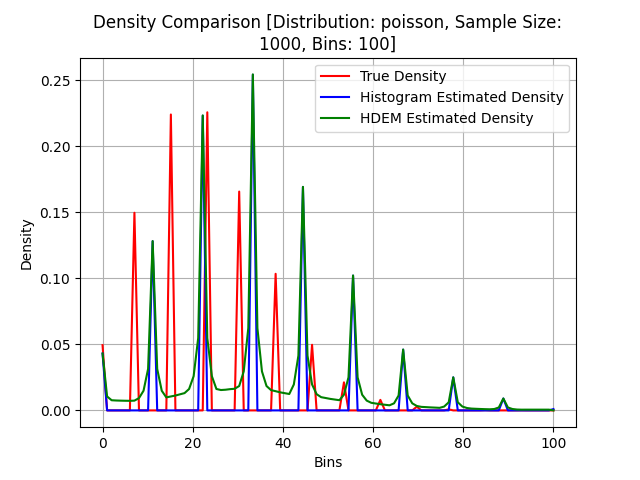 Density Comparison [Distribution: poisson, Sample Size:
1000, Bins: 100]
True Density
Histogram Estimated Density
HDEM Estimated Density
Density
0.25
0.20
0.15
0.10
0.05
0.00
0 20 40 60 80 100
Bins